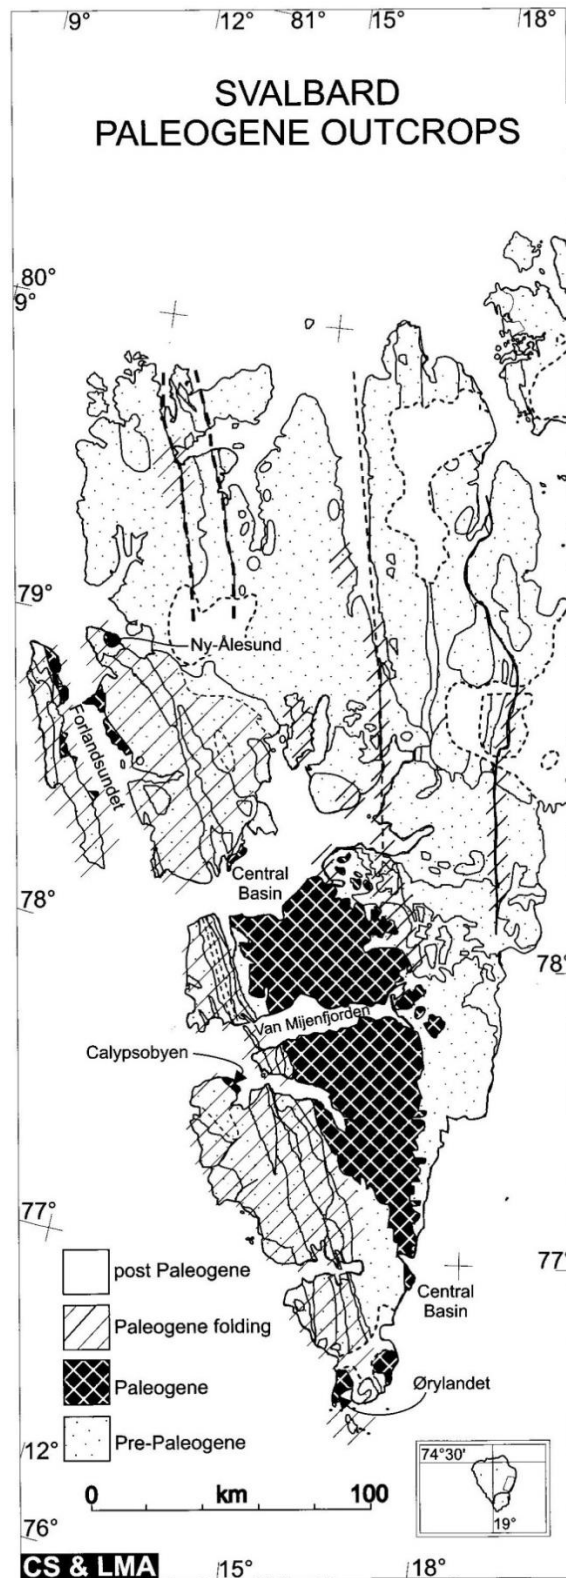 9°
12°
81°
15°
18°
SVALBARD
PALEOGENE OUTCROPS
80°
9°
79°
Ny-Ålesund
Forlandsundet
78°
Central
Basin
78°
Van Mijenfjorden
Calypsobyen
77°
77°
post Paleogene
Central
Basin
Paleogene folding
Paleogene
Ørylandet
Pre-Paleogene
12°
74°30'
0 km 100
19°
76°
CS & LMA
15°
18°